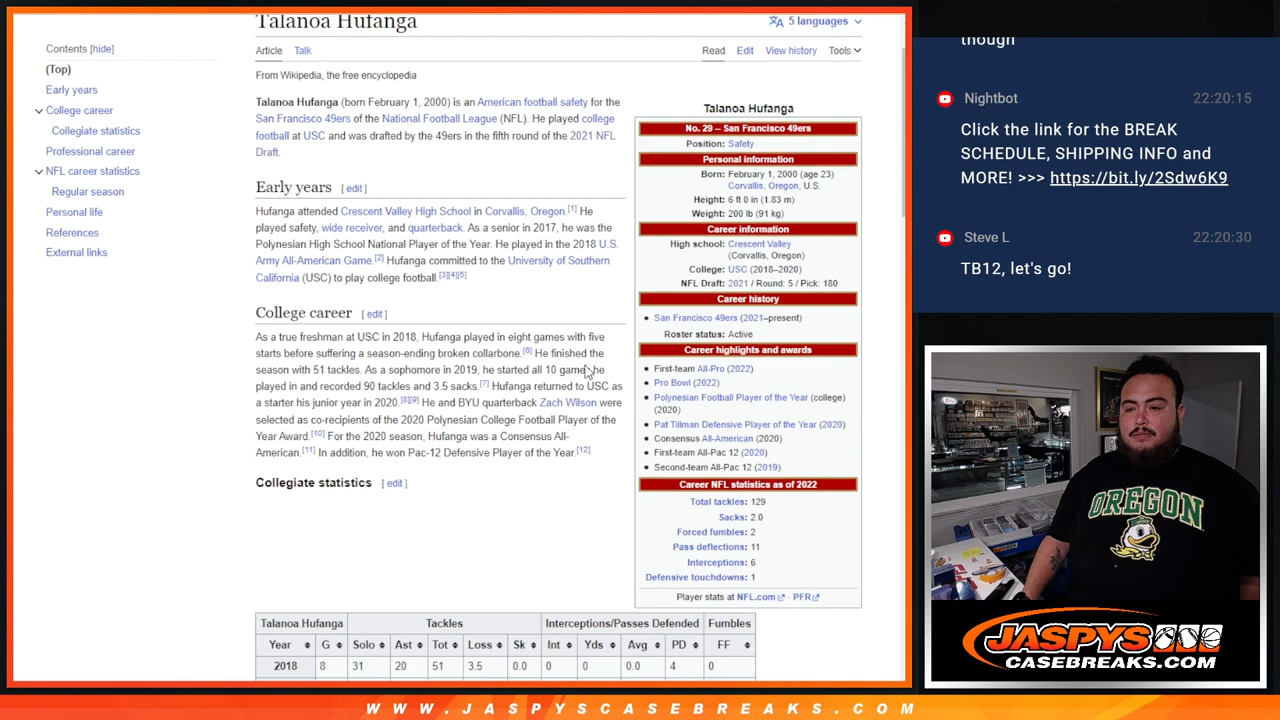 Talanoa Hufanga
5 languages
Contents [hide]
(Top)
Early years
College career
Collegiate statistics
Professional career
NFL career statistics
Regular season
Personal life
References
External links
Article Talk Read Edit View history Tools
From Wikipedia, the free encyclopedia
Talanoa Hufanga (born February 1, 2000) is an American football safety for the
San Francisco 49ers of the National Football League (NFL). He played college
football at USC and was drafted by the 49ers in the fifth round of the 2021 NFL
Draft.
Early years [ edit ]
Hufanga attended Crescent Valley High School in Corvallis, Oregon.[1] He
played safety, wide receiver, and quarterback. As a senior in 2017, he was the
Polynesian High School National Player of the Year. He played in the 2018 U.S.
Army All-American Game.[2] Hufanga committed to the University of Southern
California (USC) to play college football.[3][4][5]
College career [ edit ]
As a true freshman at USC in 2018, Hufanga played in eight games with five
starts before suffering a season-ending broken collarbone.[6] He finished the
season with 51 tackles. As a sophomore in 2019, he started all 10 games he
played in and recorded 90 tackles and 3.5 sacks.[7] Hufanga returned to USC as
a starter his junior year in 2020.[8][9] He and BYU quarterback Zach Wilson were
selected as co-recipients of the 2020 Polynesian College Football Player of the
Year Award.[10] For the 2020 season, Hufanga was a Consensus All-
American.[11] In addition, he won Pac-12 Defensive Player of the Year.[12]
Collegiate statistics [ edit ]
Talanoa Hufanga
No. 29 – San Francisco 49ers
Position: Safety
Personal information
Born: February 1, 2000 (age 23)
Corvallis, Oregon, U.S.
Height: 6 ft 0 in (1.83 m)
Weight: 200 lb (91 kg)
Career information
High school: Crescent Valley
(Corvallis, Oregon)
College: USC (2018–2020)
NFL Draft: 2021 / Round: 5 / Pick: 180
Career history
San Francisco 49ers (2021–present)
Roster status: Active
Career highlights and awards
First-team All-Pro (2022)
Pro Bowl (2022)
Polynesian Football Player of the Year (college)
(2020)
Pat Tillman Defensive Player of the Year (2020)
Consensus All-American (2020)
First-team All-Pac 12 (2020)
Second-team All-Pac 12 (2019)
Career NFL statistics as of 2022
Total tackles: 129
Sacks: 2.0
Forced fumbles: 2
Pass deflections: 11
Interceptions: 6
Defensive touchdowns: 1
Player stats at NFL.com · PFR
Talanoa Hufanga Tackles Interceptions/Passes Defended Fumbles
Year G Solo Ast Tot Loss Sk Int Yds Avg PD FF
2018 8 31 20 51 3.5 0.0 0 0 0.0 4 0
though
Nightbot 22:20:15
Click the link for the BREAK
SCHEDULE, SHIPPING INFO and
MORE! >>> https://bit.ly/2Sdw6K9
Steve L 22:20:30
TB12, let's go!
OREGON
JASPYS
CASEBREAKS.COM
WWW.JASPYSCASEBREAKS.COM